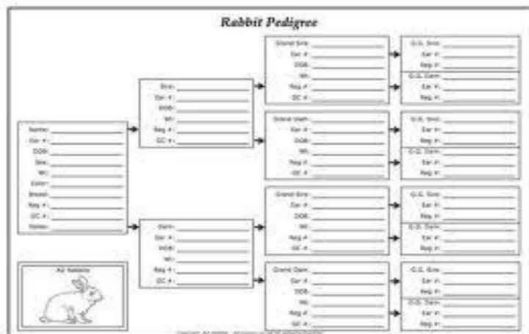 Rabbit Pedigree
Name:
Ear #:
DOB:
Sex:
Wt:
Color:
Breed:
Reg #:
GC #:
Sire:
Ear #:
DOB:
Wt:
Reg #:
GC #:
Dam:
Ear #:
DOB:
Wt:
Reg #:
GC #:
Grand Sire:
Ear #:
DOB:
Wt:
Reg #:
GC #:
Grand Dam:
Ear #:
DOB:
Wt:
Reg #:
GC #:
Grand Sire:
Ear #:
DOB:
Wt:
Reg #:
GC #:
Grand Dam:
Ear #:
DOB:
Wt:
Reg #:
GC #:
G.G. Sire:
Ear #:
Reg #:
G.G. Dam:
Ear #:
Reg #:
G.G. Sire:
Ear #:
Reg #:
G.G. Dam:
Ear #:
Reg #:
G.G. Sire:
Ear #:
Reg #:
G.G. Dam:
Ear #:
Reg #:
G.G. Sire:
Ear #:
Reg #:
G.G. Dam:
Ear #:
Reg #: